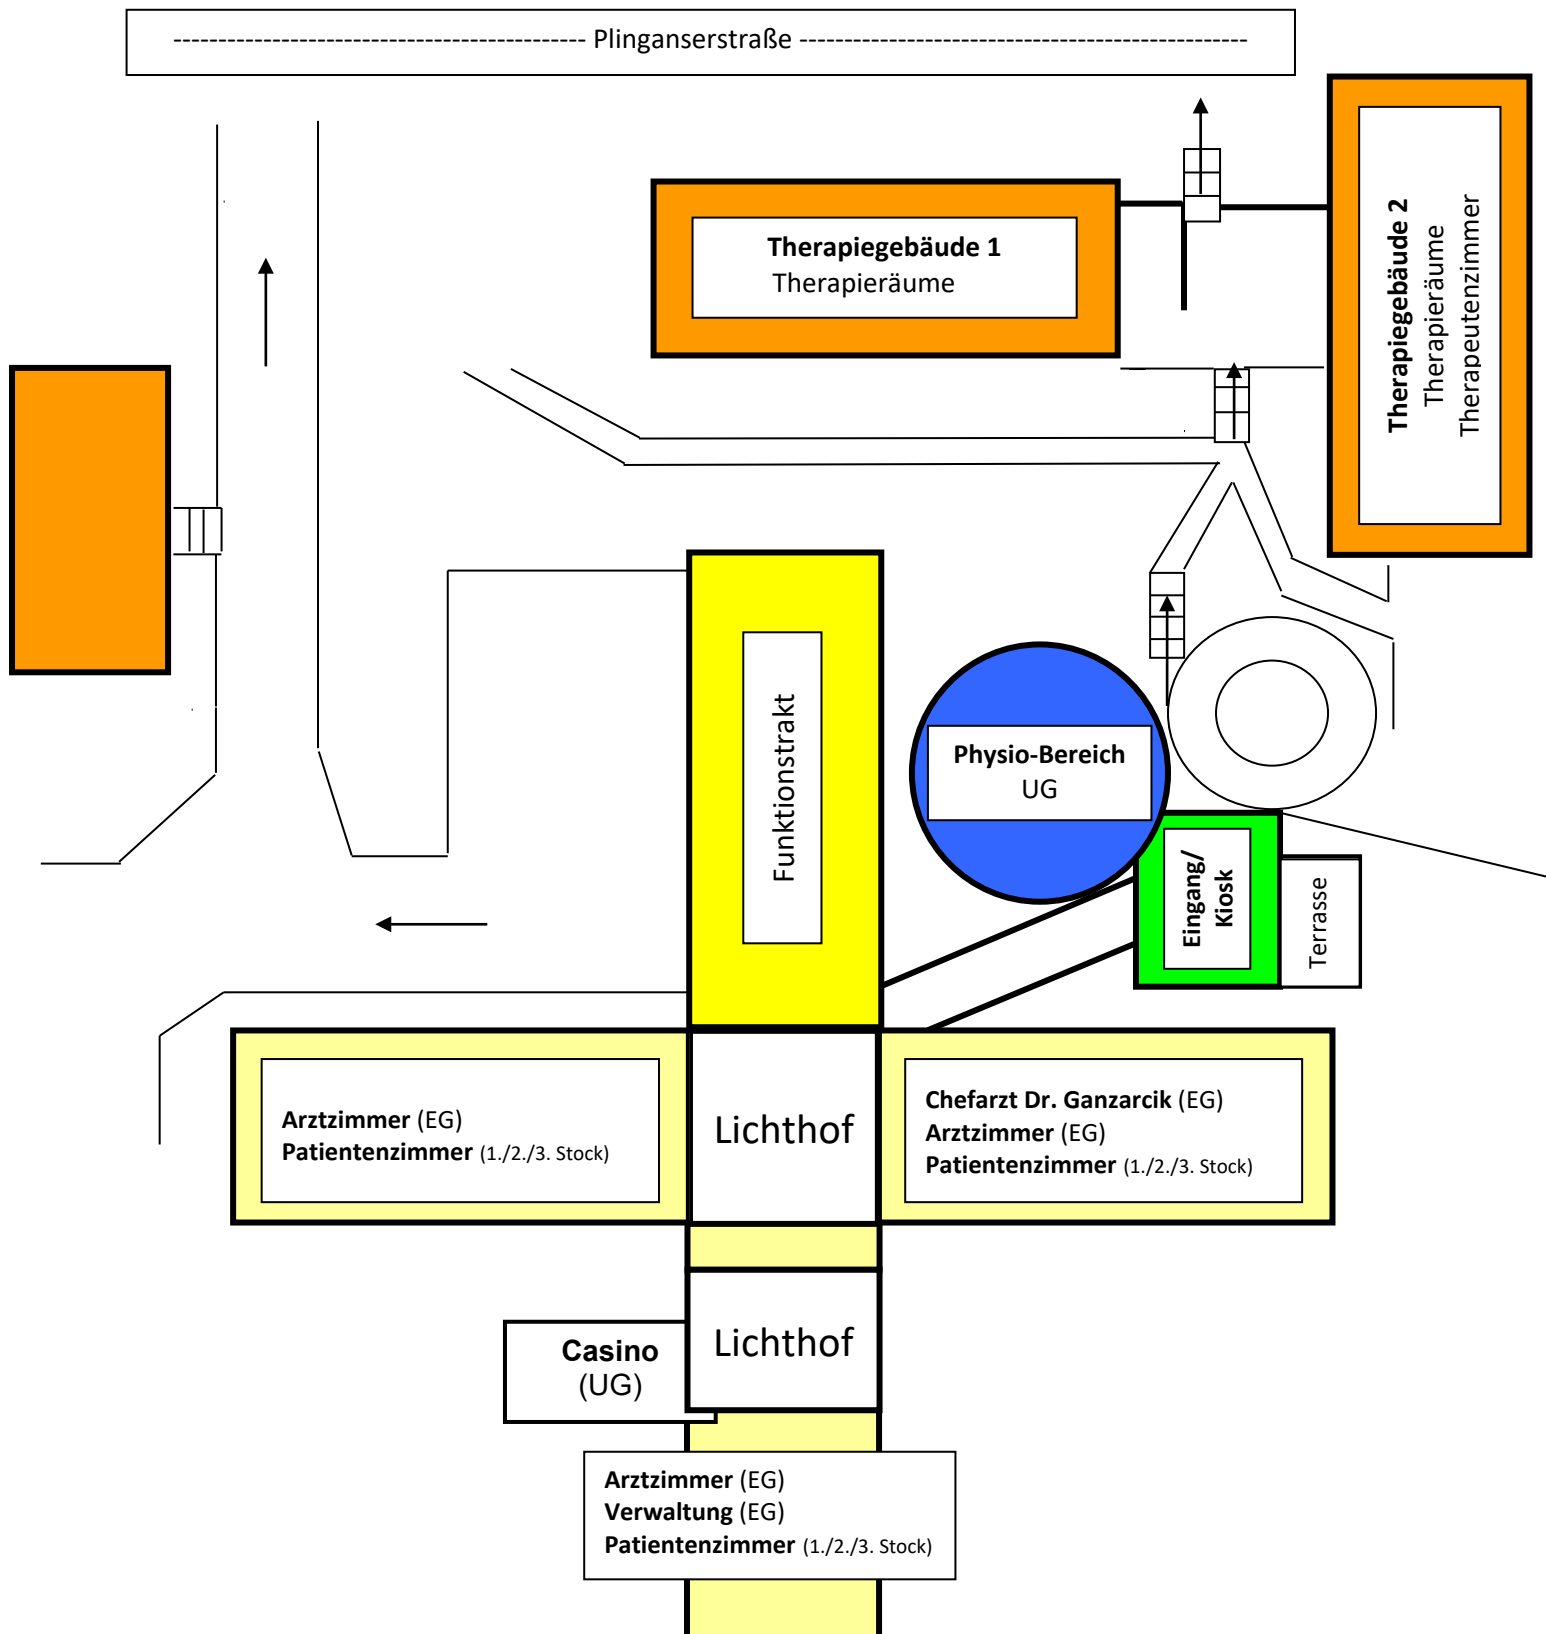 ---------------------------------------------- Plinganserstraße --------------------------------------------------
Therapiegebäude 1
Therapieräume
Therapiegebäude 2
Therapieräume
Therapeutenzimmer
Funktionstrakt
Physio-Bereich
UG
Eingang/
Kiosk
Terrasse
Arztzimmer (EG)
Patientenzimmer (1./2./3. Stock)
Lichthof
Chefarzt Dr. Ganzarcik (EG)
Arztzimmer (EG)
Patientenzimmer (1./2./3. Stock)
Casino
(UG)
Lichthof
Arztzimmer (EG)
Verwaltung (EG)
Patientenzimmer (1./2./3. Stock)